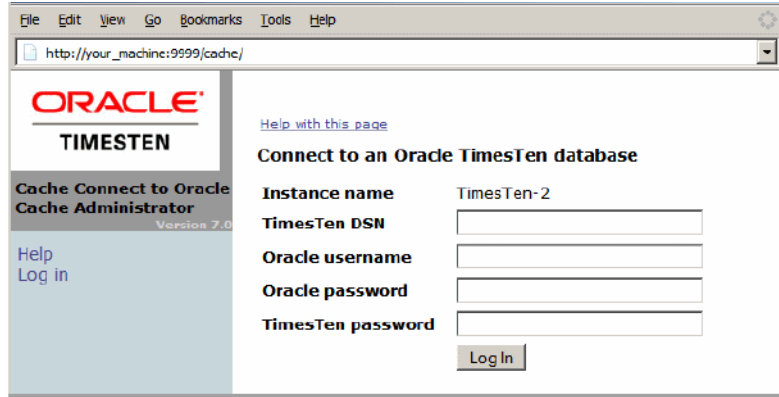 File Edit View Go Bookmarks Tools Help
http://your_machine:9999/cache/
ORACLE
TIMESTEN
Cache Connect to Oracle
Cache Administrator
Version 7.0
Help
Log in
Help with this page
Connect to an Oracle TimesTen database
Instance name TimesTen-2
TimesTen DSN
Oracle username
Oracle password
TimesTen password
Log In